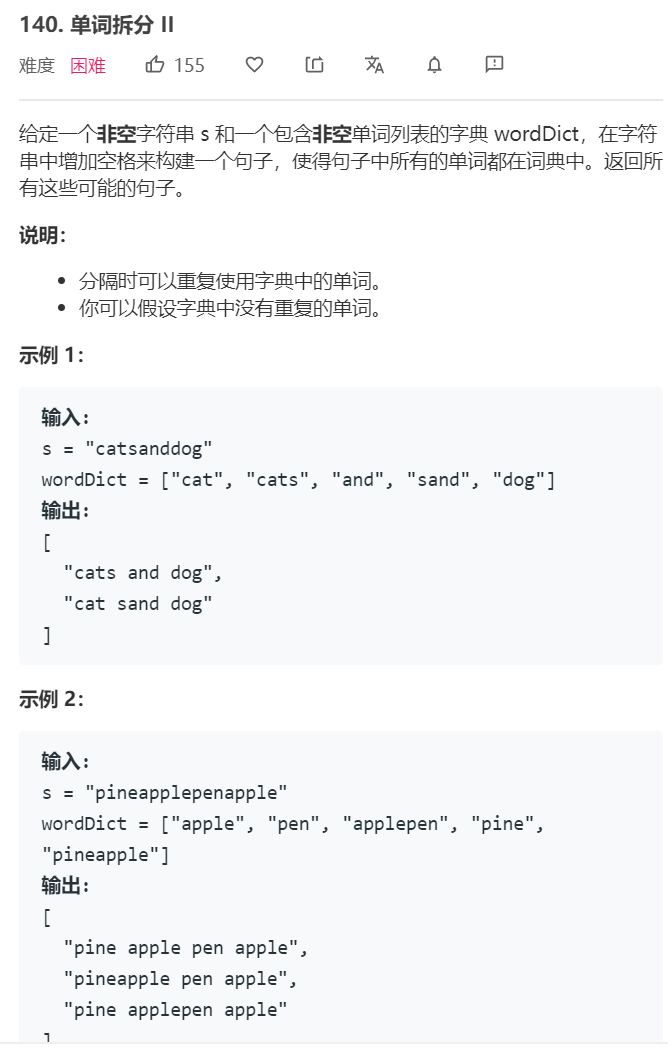 140. 单词拆分 II
难度 困难 155
给定一个非空字符串 s 和一个包含非空单词列表的字典 wordDict，在字符
串中增加空格来构建一个句子，使得句子中所有的单词都在词典中。返回所
有这些可能的句子。
说明：
• 分隔时可以重复使用字典中的单词。
• 你可以假设字典中没有重复的单词。
示例 1：
输入:
s = "catsanddog"
wordDict = ["cat", "cats", "and", "sand", "dog"]
输出:
[
  "cats and dog",
  "cat sand dog"
]
示例 2：
输入:
s = "pineapplepenapple"
wordDict = ["apple", "pen", "applepen", "pine",
"pineapple"]
输出:
[
  "pine apple pen apple",
  "pineapple pen apple",
  "pine applepen apple"
]